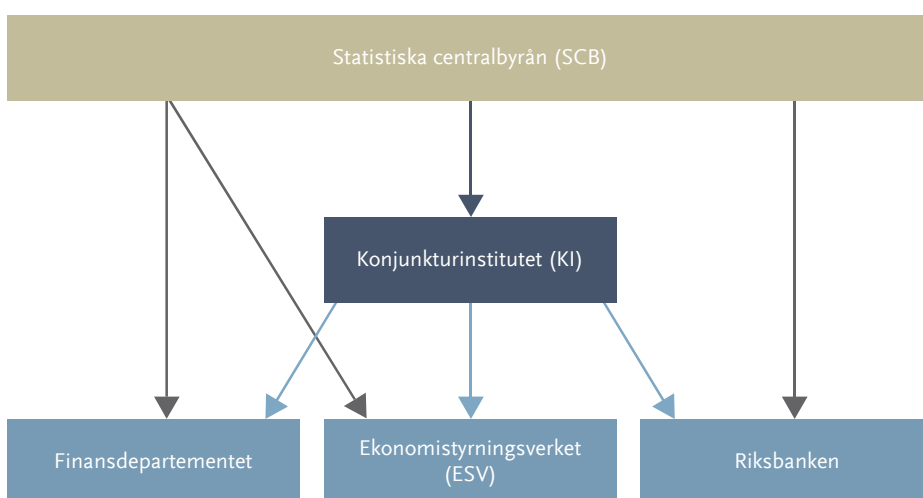 Statistiska centralbyrån (SCB)
Konjunkturinstitutet (KI)
Finansdepartementet
Ekonomistyrningsverket
(ESV)
Riksbanken